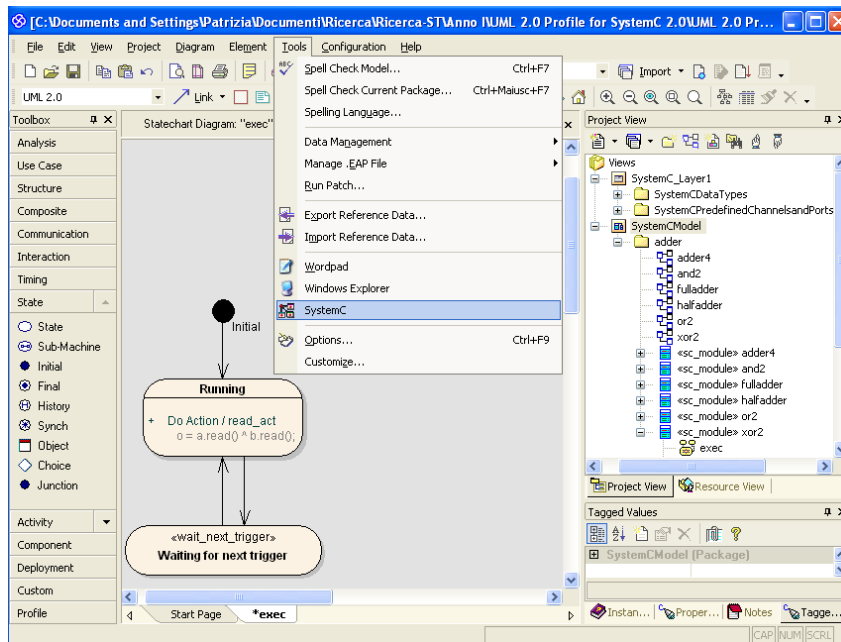 [C:\Documents and Settings\Patrizia\Documenti\Ricerca\Ricerca-ST\Anno I\UML 2.0 Profile for SystemC 2.0\UML 2.0 Pr...
File Edit View Project Diagram Element Tools Configuration Help
Import
UML 2.0 Link
Toolbox
Analysis
Use Case
Structure
Composite
Communication
Interaction
Timing
State
State
Sub-Machine
Initial
Final
History
Synch
Object
Choice
Junction
Activity
Component
Deployment
Custom
Profile
Statechart Diagram: "exec"
Spell Check Model... Ctrl+F7
Spell Check Current Package... Ctrl+Maiusc+F7
Spelling Language...
Data Management
Manage .EAP File
Run Patch...
Export Reference Data...
Import Reference Data...
Wordpad
Windows Explorer
SystemC
Options... Ctrl+F9
Customize...
Initial
Running
+ Do Action / read_act
o = a.read() ^ b.read();
«wait_next_trigger»
Waiting for next trigger
Start Page *exec
Project View
Views
SystemC_Layer1
SystemCDataTypes
SystemCPredefinedChannelsandPorts
SystemCModel
adder
adder4
and2
fulladder
halfadder
or2
xor2
«sc_module» adder4
«sc_module» and2
«sc_module» fulladder
«sc_module» halfadder
«sc_module» or2
«sc_module» xor2
exec
Project View Resource View
Tagged Values
SystemCModel (Package)
Instan... Proper... Notes Tagge...
CAP NUM SCRL